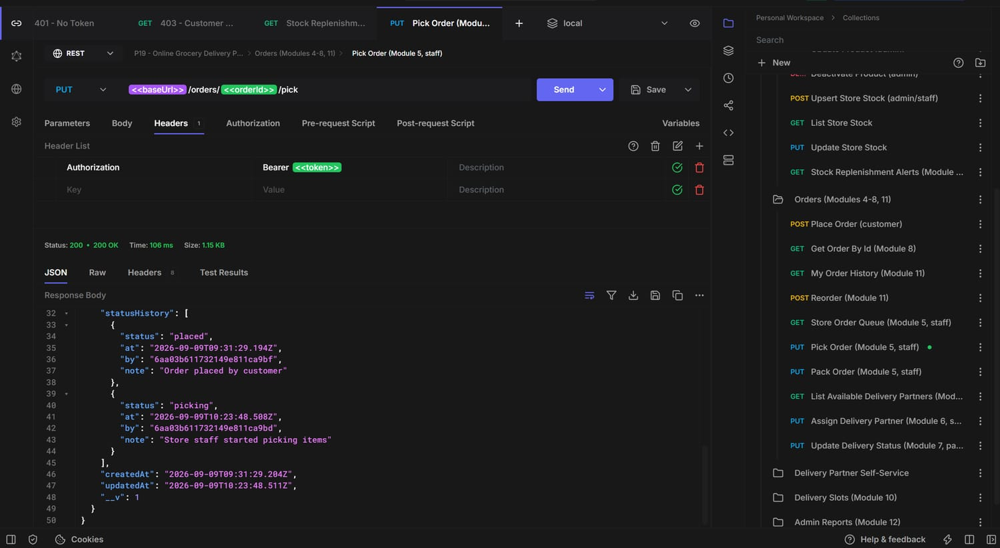 401 - No Token
GET 403 - Customer ...
GET Stock Replenishm...
PUT Pick Order (Modu...
local
REST
P19 - Online Grocery Delivery P... > Orders (Modules 4-8, 11) > Pick Order (Module 5, staff)
PUT
<<baseUrl>>/orders/<<orderId>>/pick
Send
Save
Parameters
Body
Headers 1
Authorization
Pre-request Script
Post-request Script
Variables
Header List
Authorization Bearer <<token>> Description
Key Value Description
Status: 200 • 200 OK Time: 106 ms Size: 1.15 KB
JSON
Raw
Headers 8
Test Results
Response Body
32 "statusHistory": [
33 {
34 "status": "placed",
35 "at": "2026-09-09T09:31:29.194Z",
36 "by": "6aa03b611732149e811ca9bf",
37 "note": "Order placed by customer"
38 },
39 {
40 "status": "picking",
41 "at": "2026-09-09T10:23:48.508Z",
42 "by": "6aa03b611732149e811ca9bd",
43 "note": "Store staff started picking items"
44 }
45 ],
46 "createdAt": "2026-09-09T09:31:29.204Z",
47 "updatedAt": "2026-09-09T10:23:48.511Z",
48 "__v": 1
49 }
50 }
Personal Workspace > Collections
Search
New
Deactivate Product (admin)
POST Upsert Store Stock (admin/staff)
GET List Store Stock
PUT Update Store Stock
GET Stock Replenishment Alerts (Module ...
Orders (Modules 4-8, 11)
POST Place Order (customer)
GET Get Order By Id (Module 8)
GET My Order History (Module 11)
POST Reorder (Module 11)
GET Store Order Queue (Module 5, staff)
PUT Pick Order (Module 5, staff)
PUT Pack Order (Module 5, staff)
GET List Available Delivery Partners (Mod...
PUT Assign Delivery Partner (Module 6, s...
PUT Update Delivery Status (Module 7, pa...
Delivery Partner Self-Service
Delivery Slots (Module 10)
Admin Reports (Module 12)
Cookies
Help & feedback